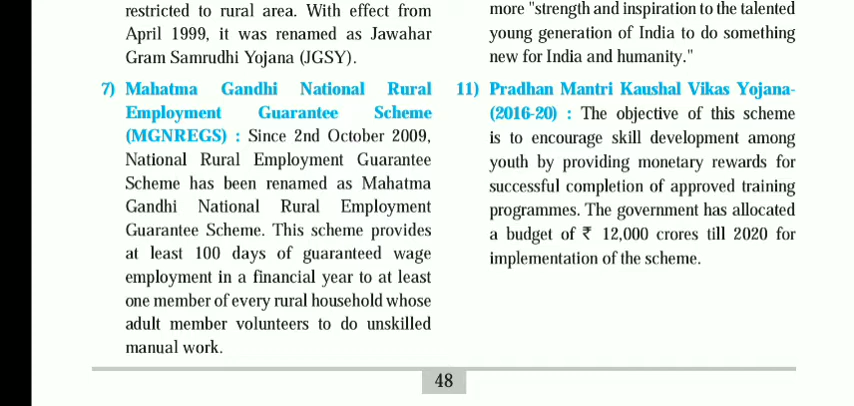 restricted to rural area. With effect from
April 1999, it was renamed as Jawahar
Gram Samrudhi Yojana (JGSY).
7) Mahatma Gandhi National Rural
Employment Guarantee Scheme
(MGNREGS) : Since 2nd October 2009,
National Rural Employment Guarantee
Scheme has been renamed as Mahatma
Gandhi National Rural Employment
Guarantee Scheme. This scheme provides
at least 100 days of guaranteed wage
employment in a financial year to at least
one member of every rural household whose
adult member volunteers to do unskilled
manual work.
more "strength and inspiration to the talented
young generation of India to do something
new for India and humanity."
11) Pradhan Mantri Kaushal Vikas Yojana-
(2016-20) : The objective of this scheme
is to encourage skill development among
youth by providing monetary rewards for
successful completion of approved training
programmes. The government has allocated
a budget of ₹ 12,000 crores till 2020 for
implementation of the scheme.
48